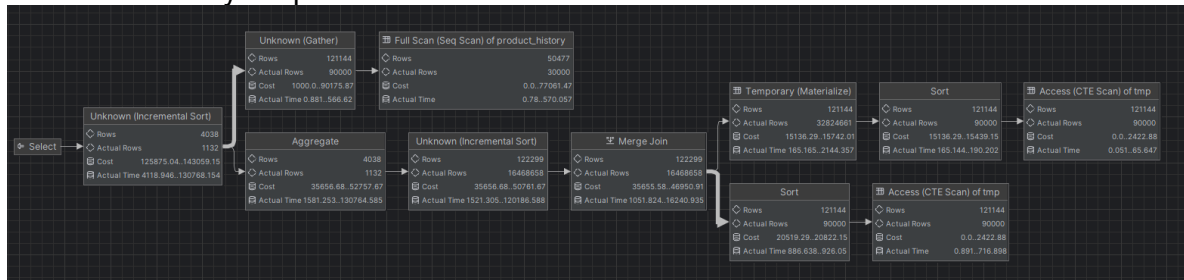 Select
Unknown (Incremental Sort)
Rows 4038
Actual Rows 1132
Cost 125875.04..143059.15
Actual Time 4118.946..130768.154
Unknown (Gather)
Rows 121144
Actual Rows 90000
Cost 1000.0..90175.87
Actual Time 0.881..566.62
Full Scan (Seq Scan) of product_history
Rows 50477
Actual Rows 30000
Cost 0.0..77061.47
Actual Time 0.78..570.057
Aggregate
Rows 4038
Actual Rows 1132
Cost 35656.68..52757.67
Actual Time 1581.253..130764.585
Unknown (Incremental Sort)
Rows 122299
Actual Rows 16468658
Cost 35656.68..50761.67
Actual Time 1521.305..120186.588
Merge Join
Rows 122299
Actual Rows 16468658
Cost 35655.58..46950.91
Actual Time 1051.824..16240.935
Temporary (Materialize)
Rows 121144
Actual Rows 32824661
Cost 15136.29..15742.01
Actual Time 165.165..2144.357
Sort
Rows 121144
Actual Rows 90000
Cost 15136.29..15439.15
Actual Time 165.144..190.202
Access (CTE Scan) of tmp
Rows 121144
Actual Rows 90000
Cost 0.0..2422.88
Actual Time 0.051..65.647
Sort
Rows 121144
Actual Rows 90000
Cost 20519.29..20822.15
Actual Time 886.638..926.05
Access (CTE Scan) of tmp
Rows 121144
Actual Rows 90000
Cost 0.0..2422.88
Actual Time 0.891..716.898